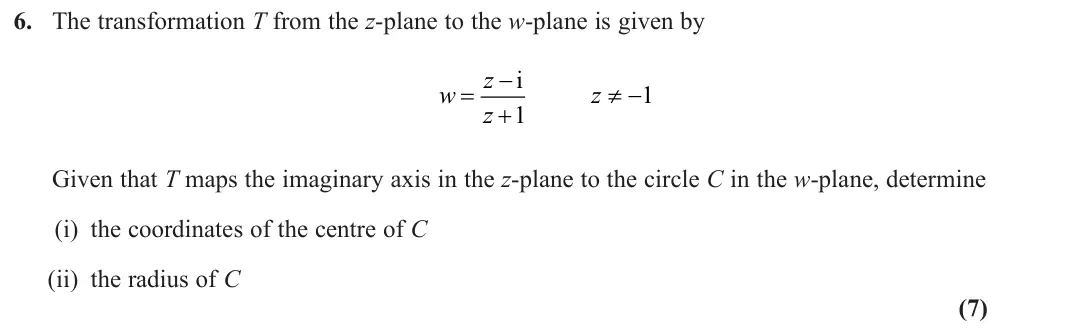 6. The transformation T from the z-plane to the w-plane is given by
w = \frac{z-i}{z+1} z ≠ −1
Given that T maps the imaginary axis in the z-plane to the circle C in the w-plane, determine
(i) the coordinates of the centre of C
(ii) the radius of C
(7)